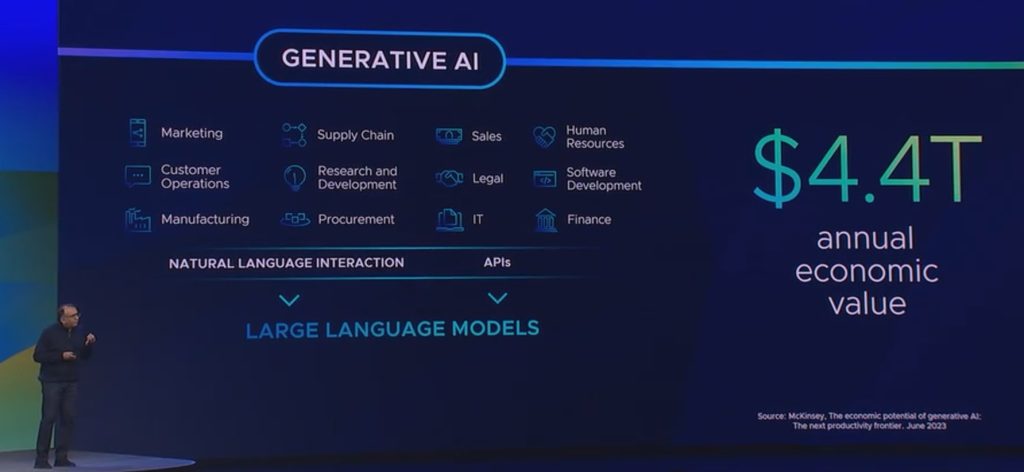 GENERATIVE AI
Marketing
Supply Chain
Sales
Human
Resources
Customer
Operations
Research and
Development
Legal
Software
Development
Manufacturing
Procurement
IT
Finance
NATURAL LANGUAGE INTERACTION
APIs
LARGE LANGUAGE MODELS
$4.4T
annual
economic
value
Source: McKinsey, The economic potential of generative AI:
The next productivity frontier. June 2023